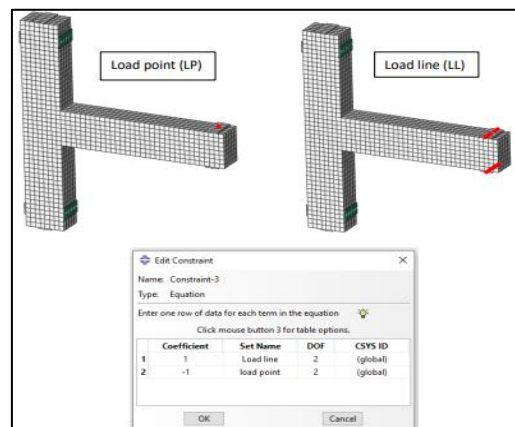 Load point (LP)
Load line (LL)
Edit Constraint
Name: Constraint-3
Type: Equation
Enter one row of data for each term in the equation
Click mouse button 3 for table options.
Coefficient Set Name DOF CSYS ID
1 1 Load line 2 (global)
2 -1 load point 2 (global)
OK Cancel